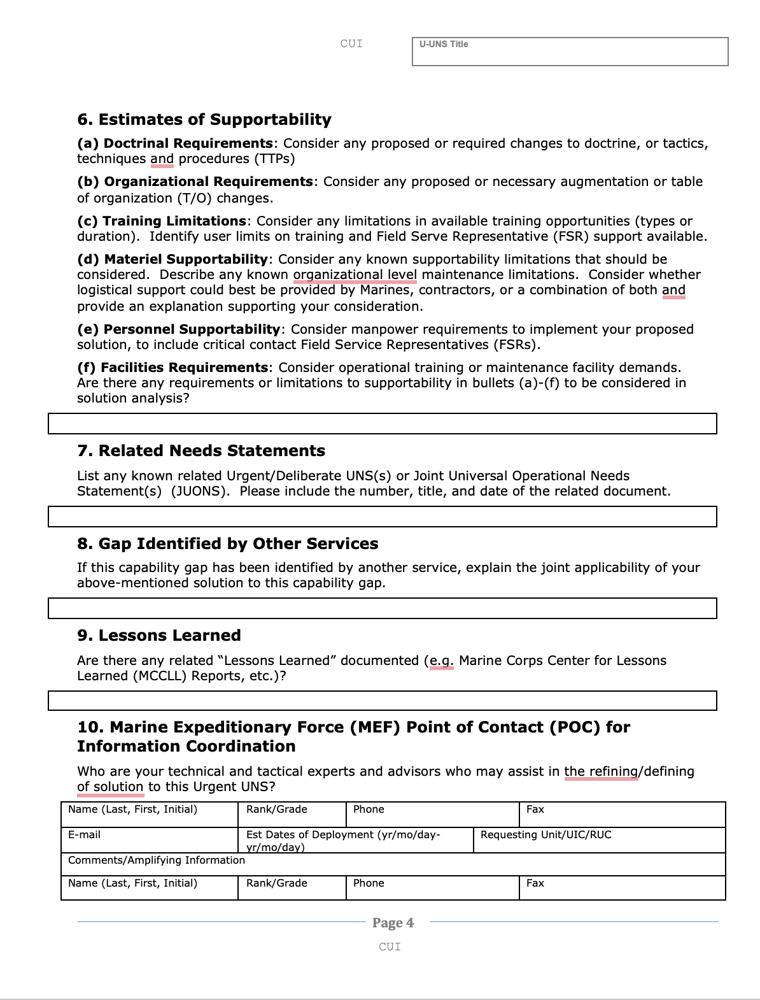 CUI
U-UNS Title
6. Estimates of Supportability
(a) Doctrinal Requirements: Consider any proposed or required changes to doctrine, or tactics,
techniques and procedures (TTPs)
(b) Organizational Requirements: Consider any proposed or necessary augmentation or table
of organization (T/O) changes.
(c) Training Limitations: Consider any limitations in available training opportunities (types or
duration).  Identify user limits on training and Field Serve Representative (FSR) support available.
(d) Materiel Supportability: Consider any known supportability limitations that should be
considered.  Describe any known organizational level maintenance limitations.  Consider whether
logistical support could best be provided by Marines, contractors, or a combination of both and
provide an explanation supporting your consideration.
(e) Personnel Supportability: Consider manpower requirements to implement your proposed
solution, to include critical contact Field Service Representatives (FSRs).
(f) Facilities Requirements: Consider operational training or maintenance facility demands.
Are there any requirements or limitations to supportability in bullets (a)-(f) to be considered in
solution analysis?
7. Related Needs Statements
List any known related Urgent/Deliberate UNS(s) or Joint Universal Operational Needs
Statement(s)  (JUONS).  Please include the number, title, and date of the related document.
8. Gap Identified by Other Services
If this capability gap has been identified by another service, explain the joint applicability of your
above-mentioned solution to this capability gap.
9. Lessons Learned
Are there any related “Lessons Learned” documented (e.g. Marine Corps Center for Lessons
Learned (MCCLL) Reports, etc.)?
10. Marine Expeditionary Force (MEF) Point of Contact (POC) for
Information Coordination
Who are your technical and tactical experts and advisors who may assist in the refining/defining
of solution to this Urgent UNS?
Name (Last, First, Initial) Rank/Grade Phone Fax
E-mail Est Dates of Deployment (yr/mo/day- Requesting Unit/UIC/RUC
yr/mo/day)
Comments/Amplifying Information
Name (Last, First, Initial) Rank/Grade Phone Fax
Page 4
CUI